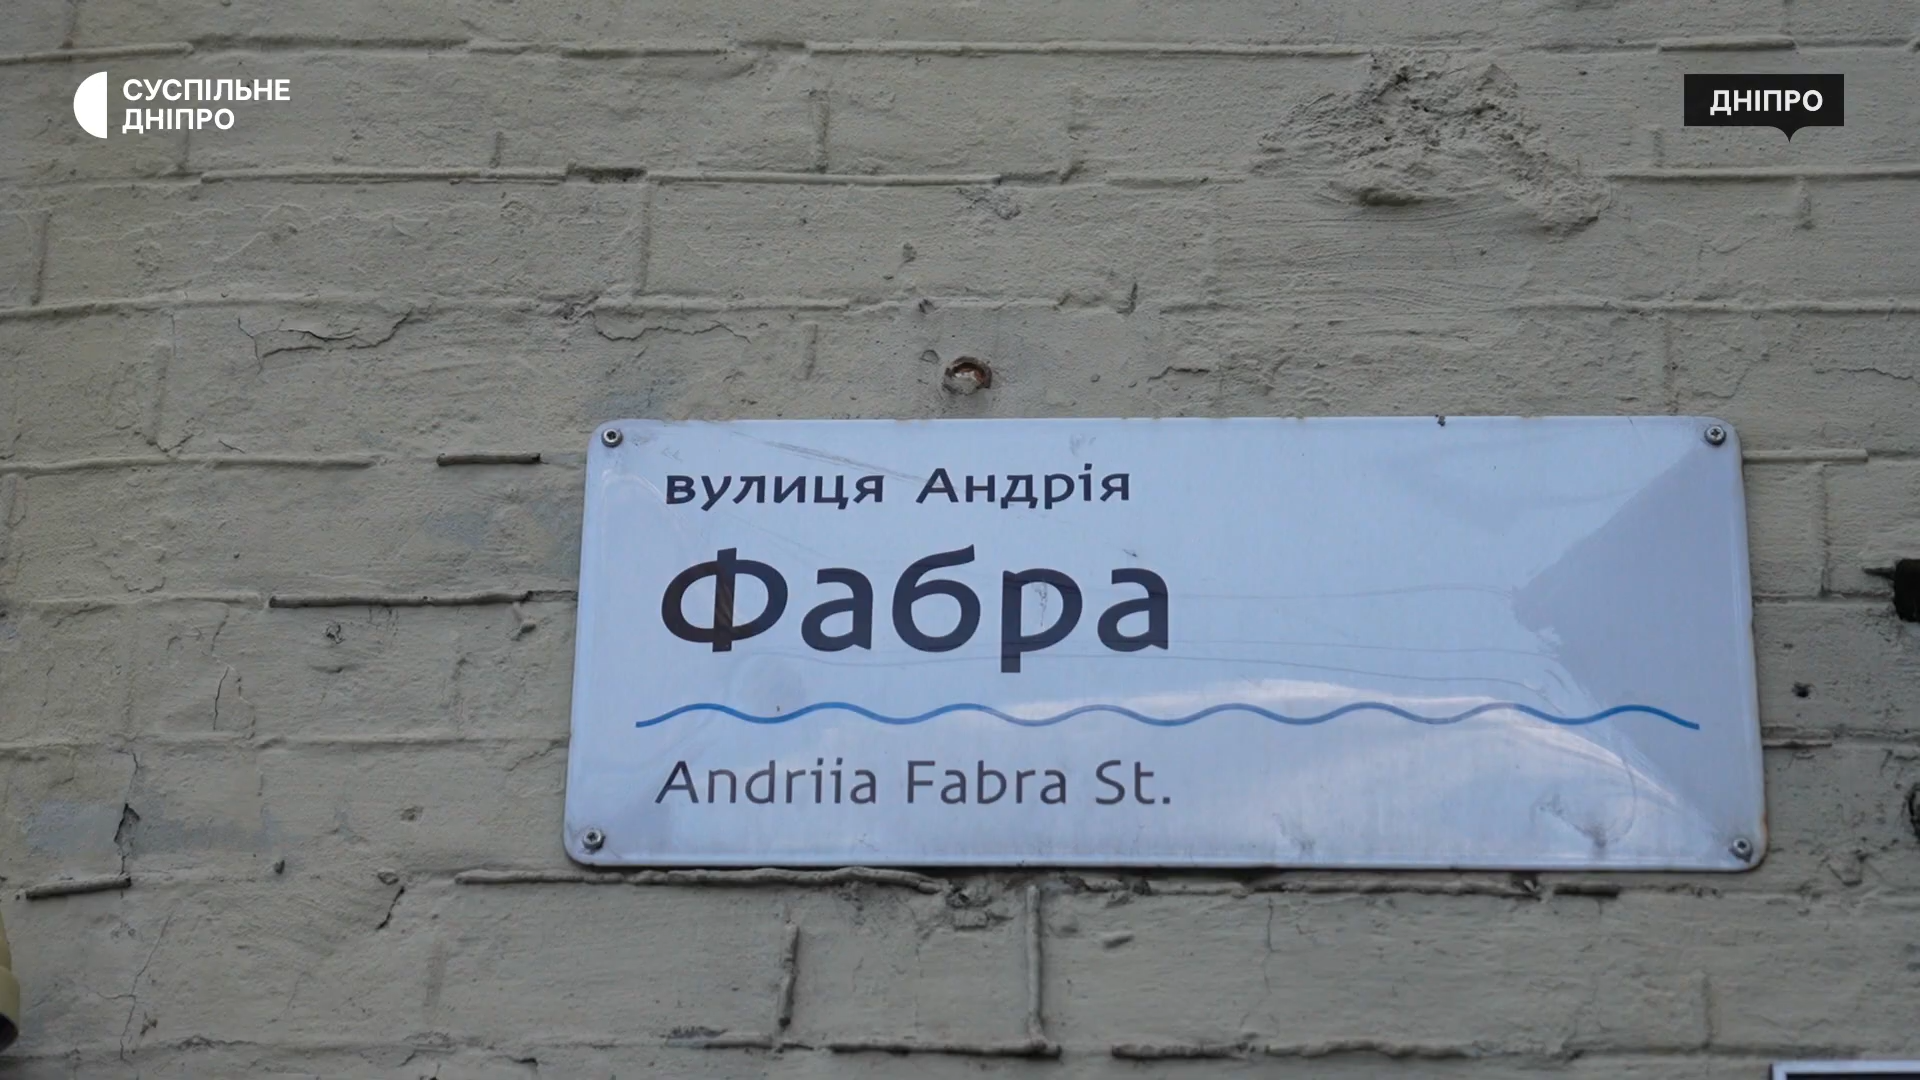 СУСПІЛЬНЕ
ДНІПРО
ДНІПРО
вулиця Андрія
Фабра
Andriia Fabra St.